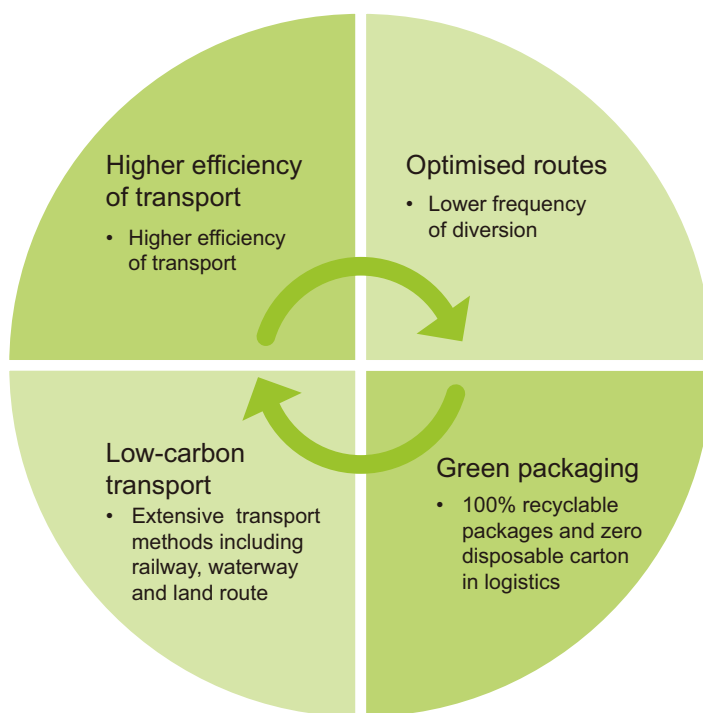 Higher efficiency
of transport
• Higher efficiency
of transport
Optimised routes
• Lower frequency
of diversion
Low-carbon
transport
• Extensive transport
methods including
railway, waterway
and land route
Green packaging
• 100% recyclable
packages and zero
disposable carton
in logistics